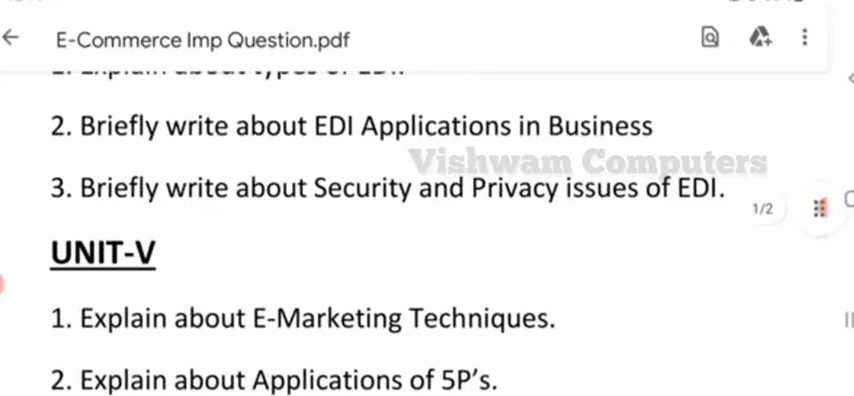 E-Commerce Imp Question.pdf
2. Briefly write about EDI Applications in Business
Vishwam Computers
3. Briefly write about Security and Privacy issues of EDI.
1/2
UNIT-V
1. Explain about E-Marketing Techniques.
2. Explain about Applications of 5P's.